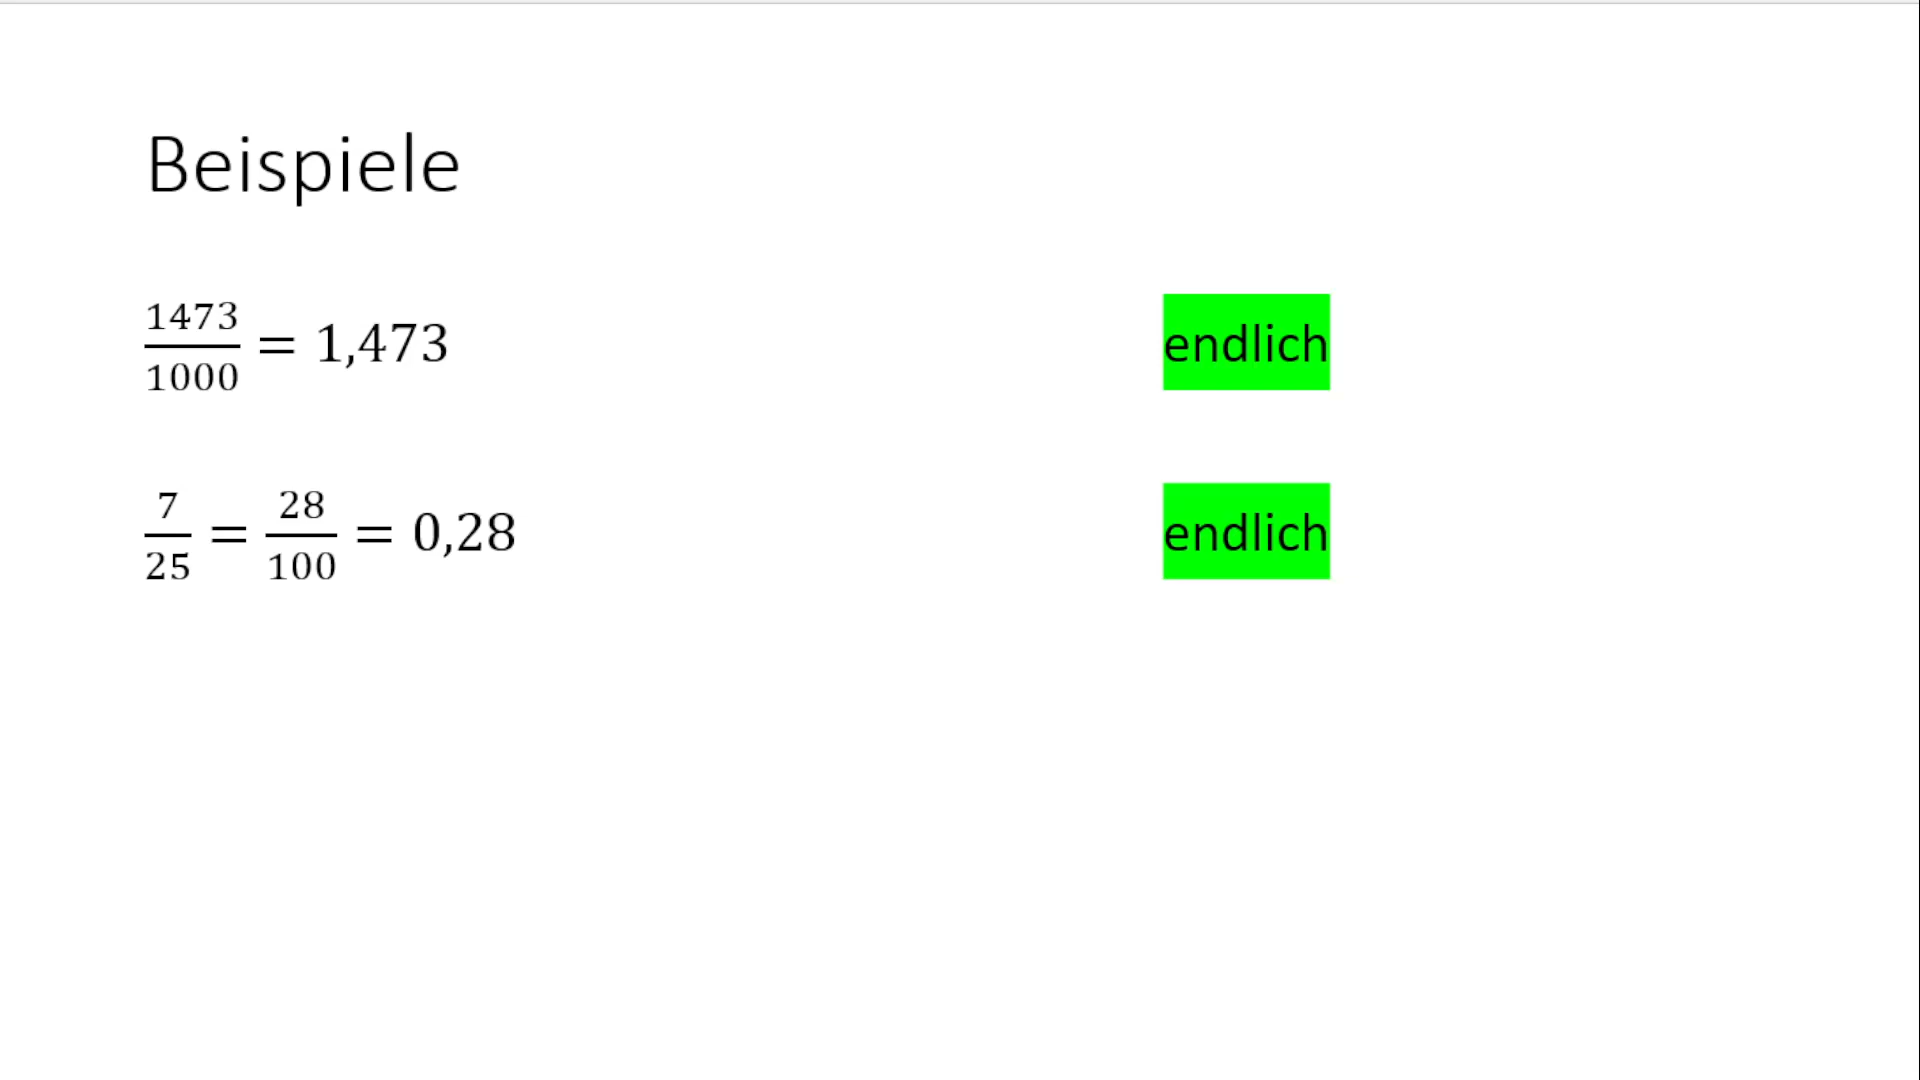 Beispiele
1473/1000 = 1,473 endlich
7/25 = 28/100 = 0,28 endlich